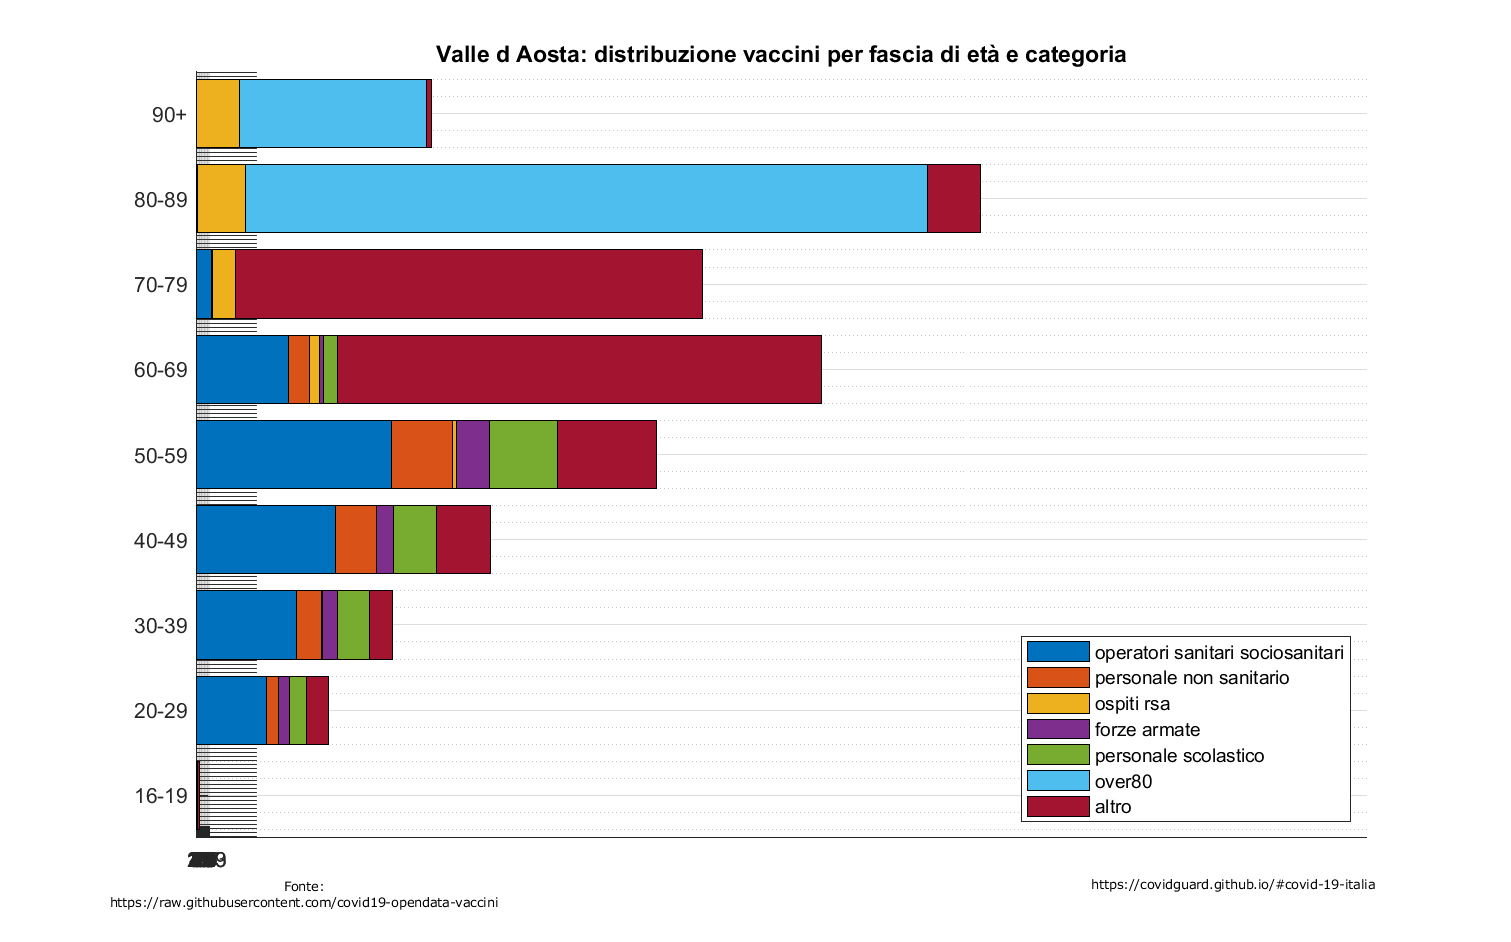 Valle d Aosta: distribuzione vaccini per fascia di età e categoria
90+
80-89
70-79
60-69
50-59
40-49
30-39
20-29
16-19
operatori sanitari sociosanitari
personale non sanitario
ospiti rsa
forze armate
personale scolastico
over80
altro
Fonte:
https://raw.githubusercontent.com/covid19-opendata-vaccini
https://covidguard.github.io/#covid-19-italia